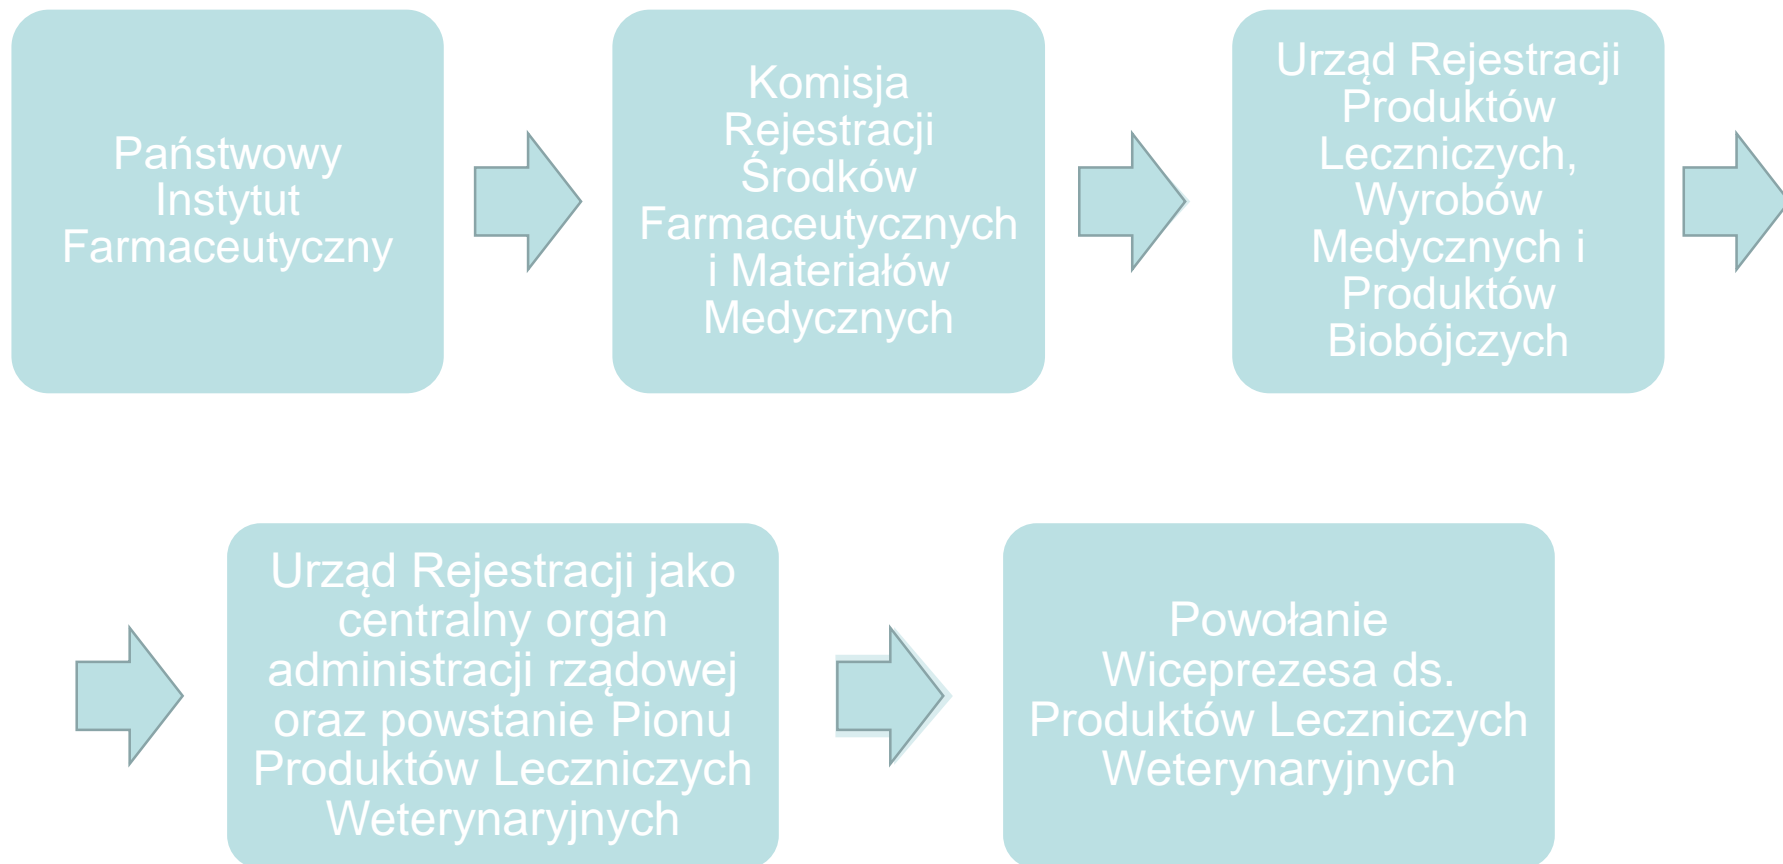 Państwowy
Instytut
Farmaceutyczny
Komisja
Rejestracji
Środków
Farmaceutycznych
i Materiałów
Medycznych
Urząd Rejestracji
Produktów
Leczniczych,
Wyrobów
Medycznych i
Produktów
Biobójczych
Urząd Rejestracji jako
centralny organ
administracji rządowej
oraz powstanie Pionu
Produktów Leczniczych
Weterynaryjnych
Powołanie
Wiceprezesa ds.
Produktów Leczniczych
Weterynaryjnych